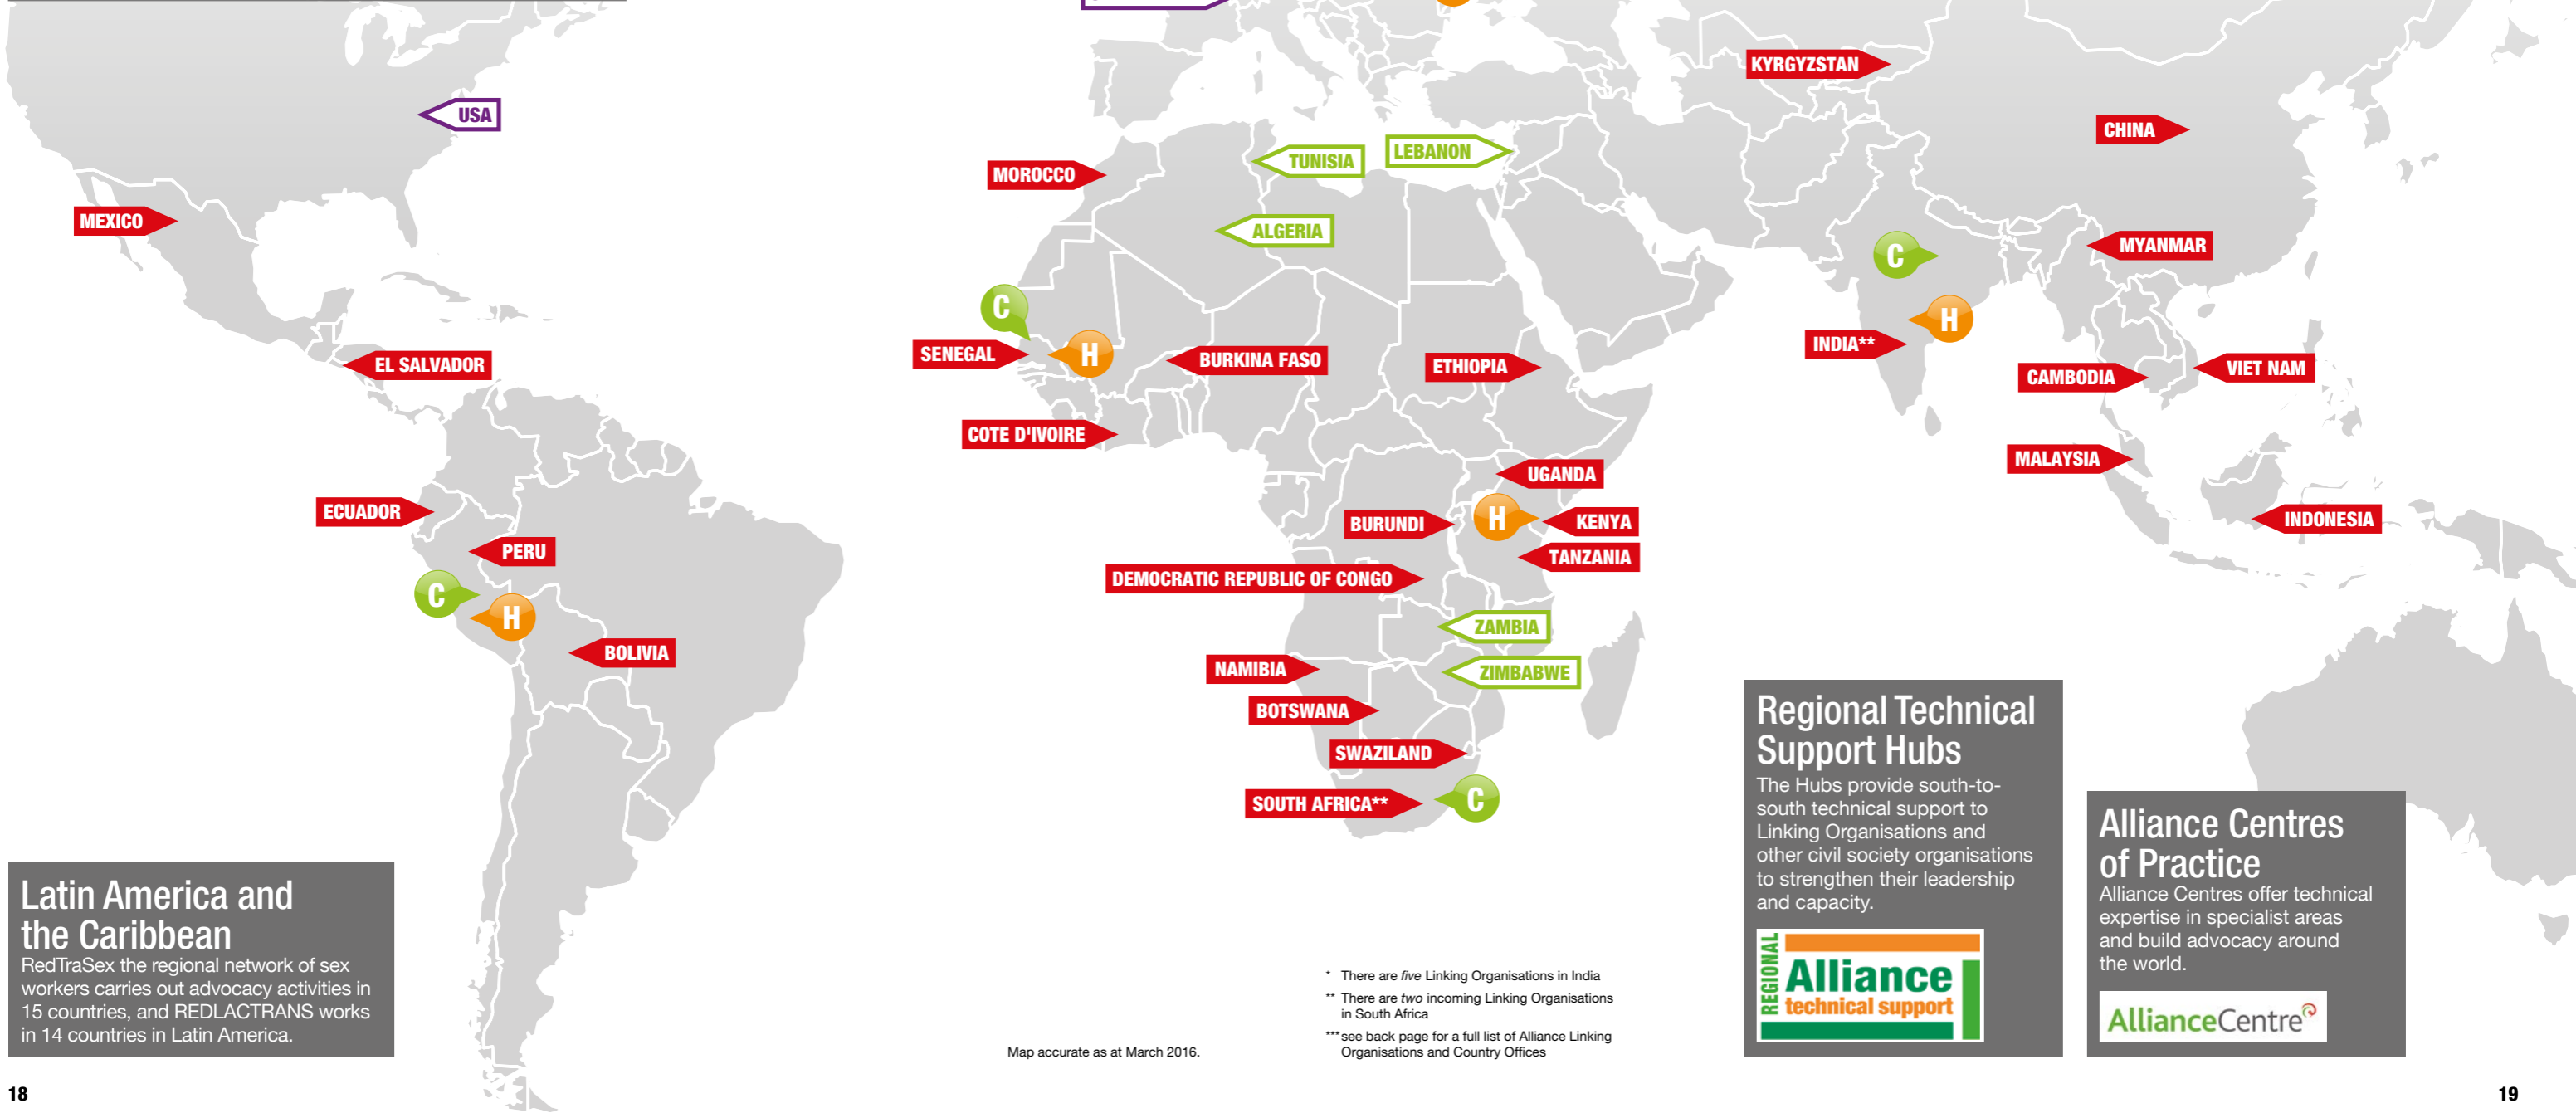 KYRGYZSTAN
USA
CHINA
TUNISIA
LEBANON
MOROCCO
MEXICO
ALGERIA
MYANMAR
C
C
H
H
INDIA**
SENEGAL
BURKINA FASO
ETHIOPIA
EL SALVADOR
CAMBODIA
VIET NAM
COTE D'IVOIRE
MALAYSIA
UGANDA
ECUADOR
BURUNDI
H
KENYA
INDONESIA
PERU
TANZANIA
DEMOCRATIC REPUBLIC OF CONGO
C
H
ZAMBIA
BOLIVIA
NAMIBIA
ZIMBABWE
BOTSWANA
SWAZILAND
SOUTH AFRICA**
C
Regional Technical
Support Hubs
The Hubs provide south-to-
south technical support to
Linking Organisations and
other civil society organisations
to strengthen their leadership
and capacity.
REGIONAL
Alliance
technical support
Alliance Centres
of Practice
Alliance Centres offer technical
expertise in specialist areas
and build advocacy around
the world.
AllianceCentre
Latin America and
the Caribbean
RedTraSex the regional network of sex
workers carries out advocacy activities in
15 countries, and REDLACTRANS works
in 14 countries in Latin America.
* There are five Linking Organisations in India
** There are two incoming Linking Organisations
in South Africa
***see back page for a full list of Alliance Linking
Organisations and Country Offices
Map accurate as at March 2016.
18
19